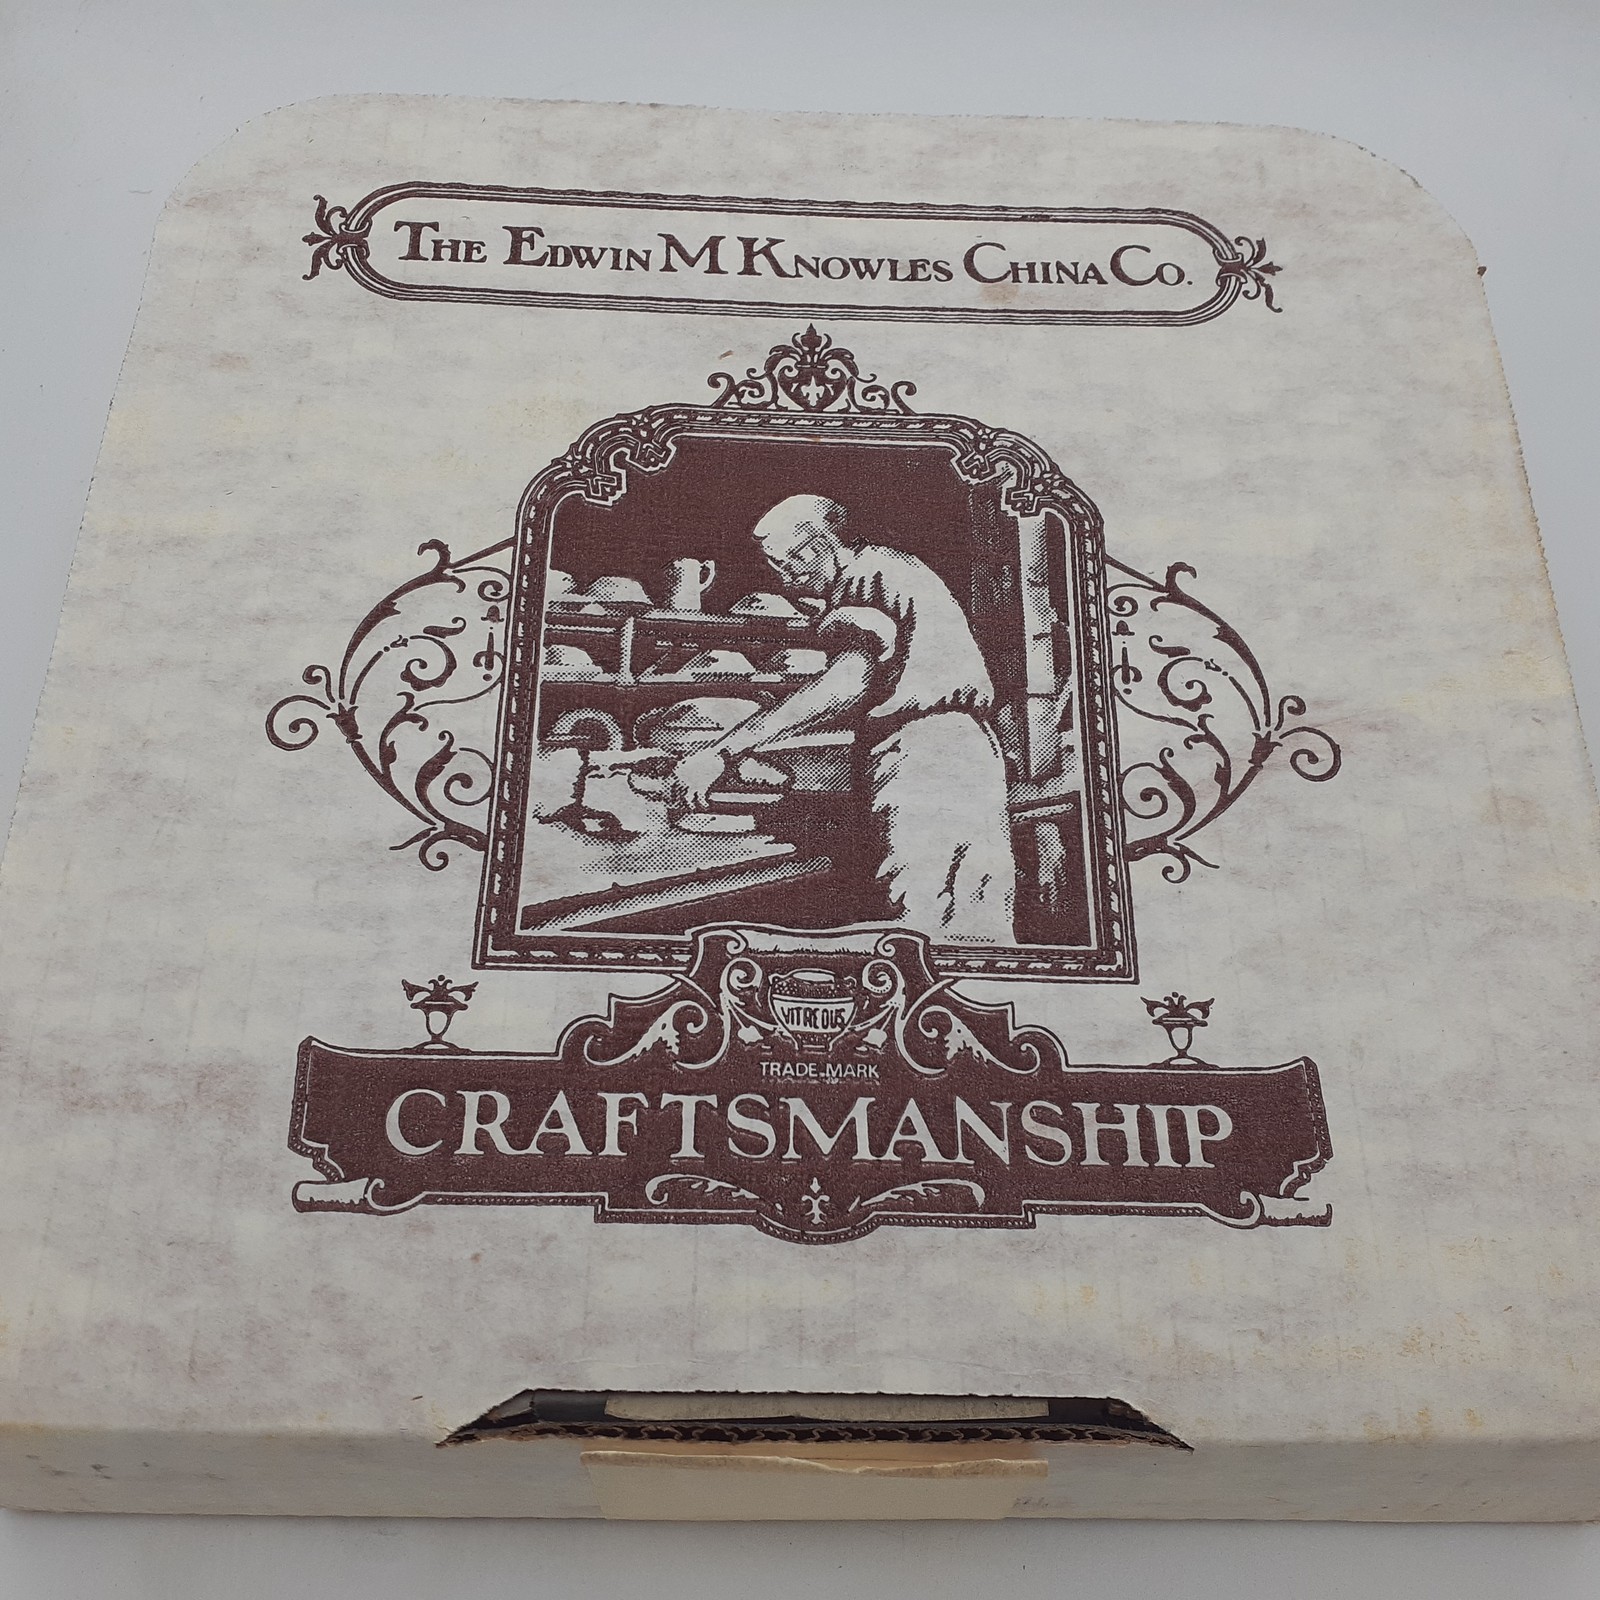 THE EDWIN M KNOWLES CHINA CO.
VITREOUS
TRADE-MARK
CRAFTSMANSHIP